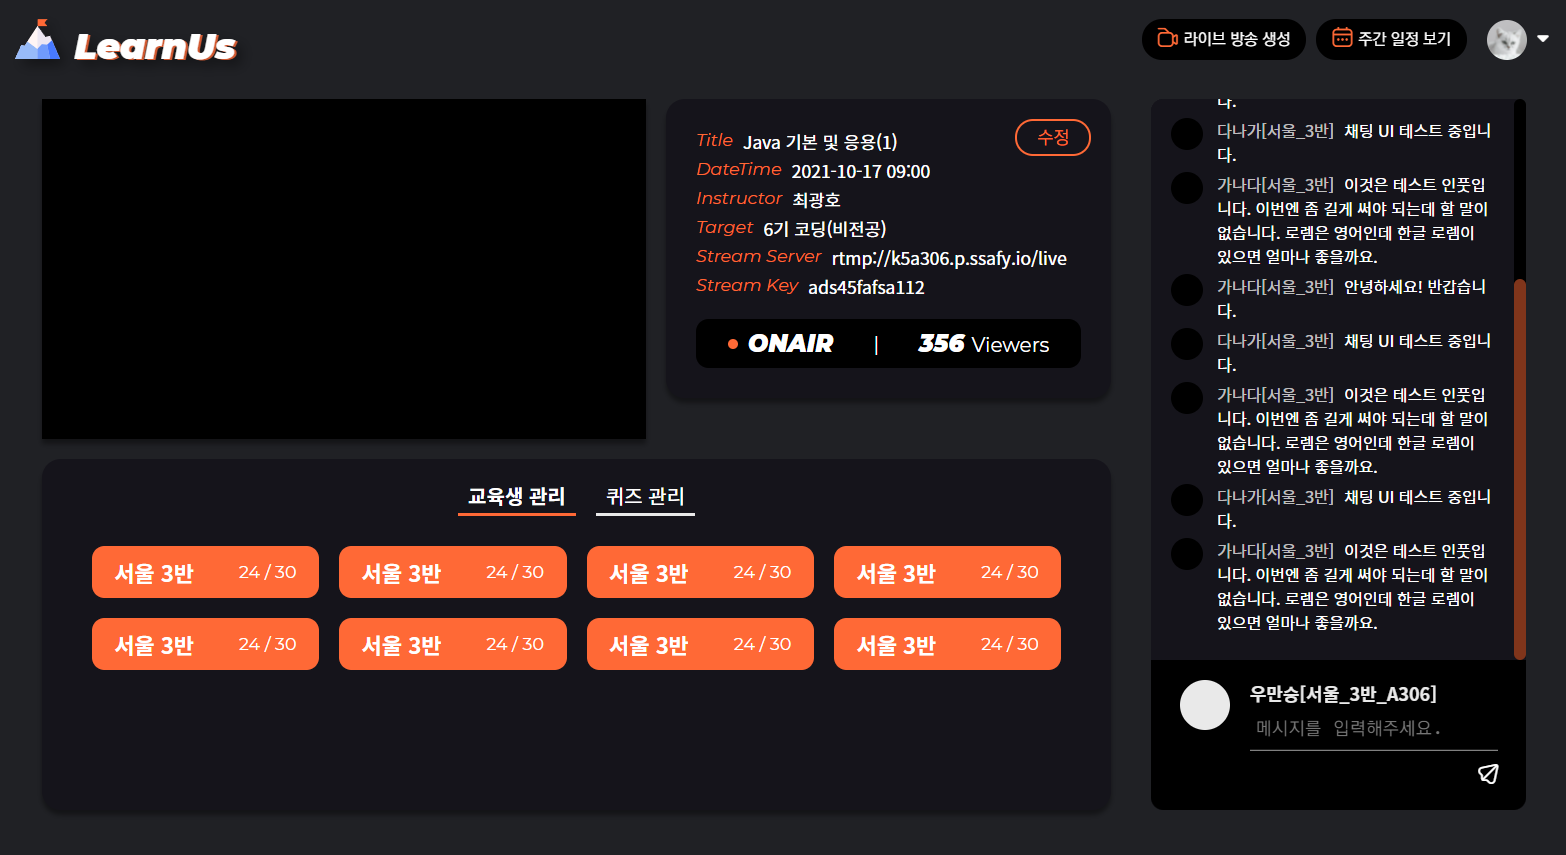 LearnUs
라이브 방송 생성
주간 일정 보기
Title Java 기본 및 응용(1)
수정
DateTime 2021-10-17 09:00
Instructor 최광호
Target 6기 코딩(비전공)
Stream Server rtmp://k5a306.p.ssafy.io/live
Stream Key ads45fafsa112
ONAIR | 356 Viewers
교육생 관리
퀴즈 관리
서울 3반 24 / 30
서울 3반 24 / 30
서울 3반 24 / 30
서울 3반 24 / 30
서울 3반 24 / 30
서울 3반 24 / 30
서울 3반 24 / 30
서울 3반 24 / 30
다.
다나가[서울_3반] 채팅 UI 테스트 중입니
다.
가나다[서울_3반] 이것은 테스트 인풋입
니다. 이번엔 좀 길게 써야 되는데 할 말이
없습니다. 로렘은 영어인데 한글 로렘이
있으면 얼마나 좋을까요.
가나다[서울_3반] 안녕하세요! 반갑습니
다.
다나가[서울_3반] 채팅 UI 테스트 중입니
다.
가나다[서울_3반] 이것은 테스트 인풋입
니다. 이번엔 좀 길게 써야 되는데 할 말이
없습니다. 로렘은 영어인데 한글 로렘이
있으면 얼마나 좋을까요.
다나가[서울_3반] 채팅 UI 테스트 중입니
다.
가나다[서울_3반] 이것은 테스트 인풋입
니다. 이번엔 좀 길게 써야 되는데 할 말이
없습니다. 로렘은 영어인데 한글 로렘이
있으면 얼마나 좋을까요.
우만승[서울_3반_A306]
메시지를 입력해주세요.